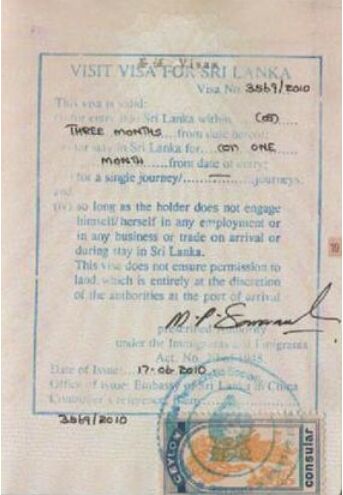 VISIT VISA FOR SRI LANKA
Visa No 3569/2010
This visa is valid:
for entry into Sri Lanka within
THREE MONTHS....from date hereof;
for stay in Sri Lanka for.... ONE
MONTH ......from date of entry;
for a single journey/......—......journeys;
and
(iv) so long as the holder does not engage
himself/herself in any employment or
in any business or trade on arrival or
during stay in Sri Lanka.
This visa does not ensure permission to
land, which is entirely at the discretion
of the authorities at the port of arrival
prescribed
under the Immigrants and Emigrants
Act. No.
Date of Issue:...17-06-2010
Office of issue: Embassy of Sri Lanka in China
3569/2010
CEYLON
consular